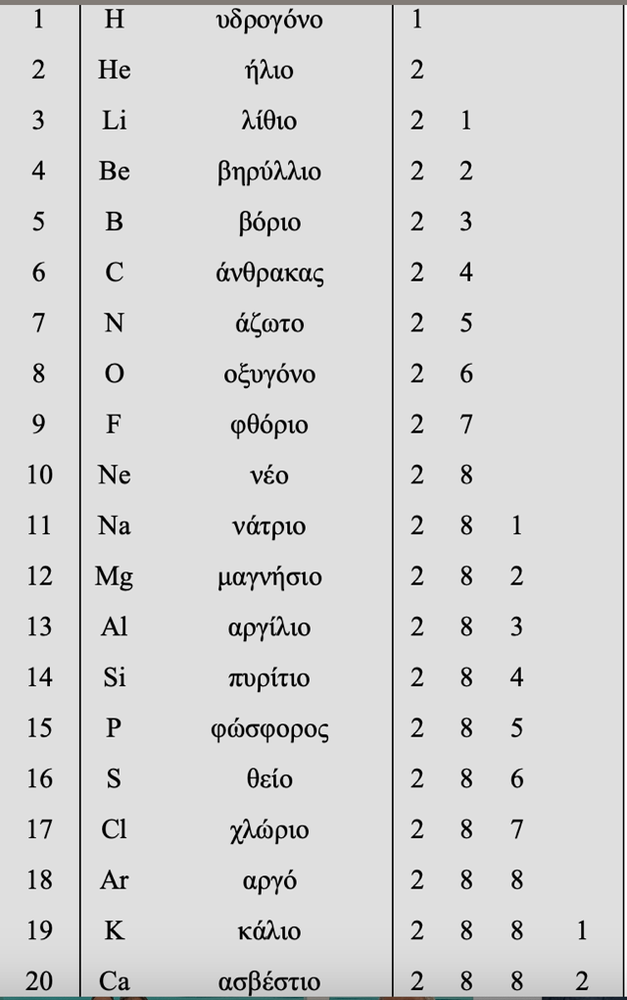 1 H υδρογόνο 1
2 He ήλιο 2
3 Li λίθιο 2 1
4 Be βηρύλλιο 2 2
5 B βόριο 2 3
6 C άνθρακας 2 4
7 N άζωτο 2 5
8 O οξυγόνο 2 6
9 F φθόριο 2 7
10 Ne νέο 2 8
11 Na νάτριο 2 8 1
12 Mg μαγνήσιο 2 8 2
13 Al αργίλιο 2 8 3
14 Si πυρίτιο 2 8 4
15 P φώσφορος 2 8 5
16 S θείο 2 8 6
17 Cl χλώριο 2 8 7
18 Ar αργό 2 8 8
19 K κάλιο 2 8 8 1
20 Ca ασβέστιο 2 8 8 2